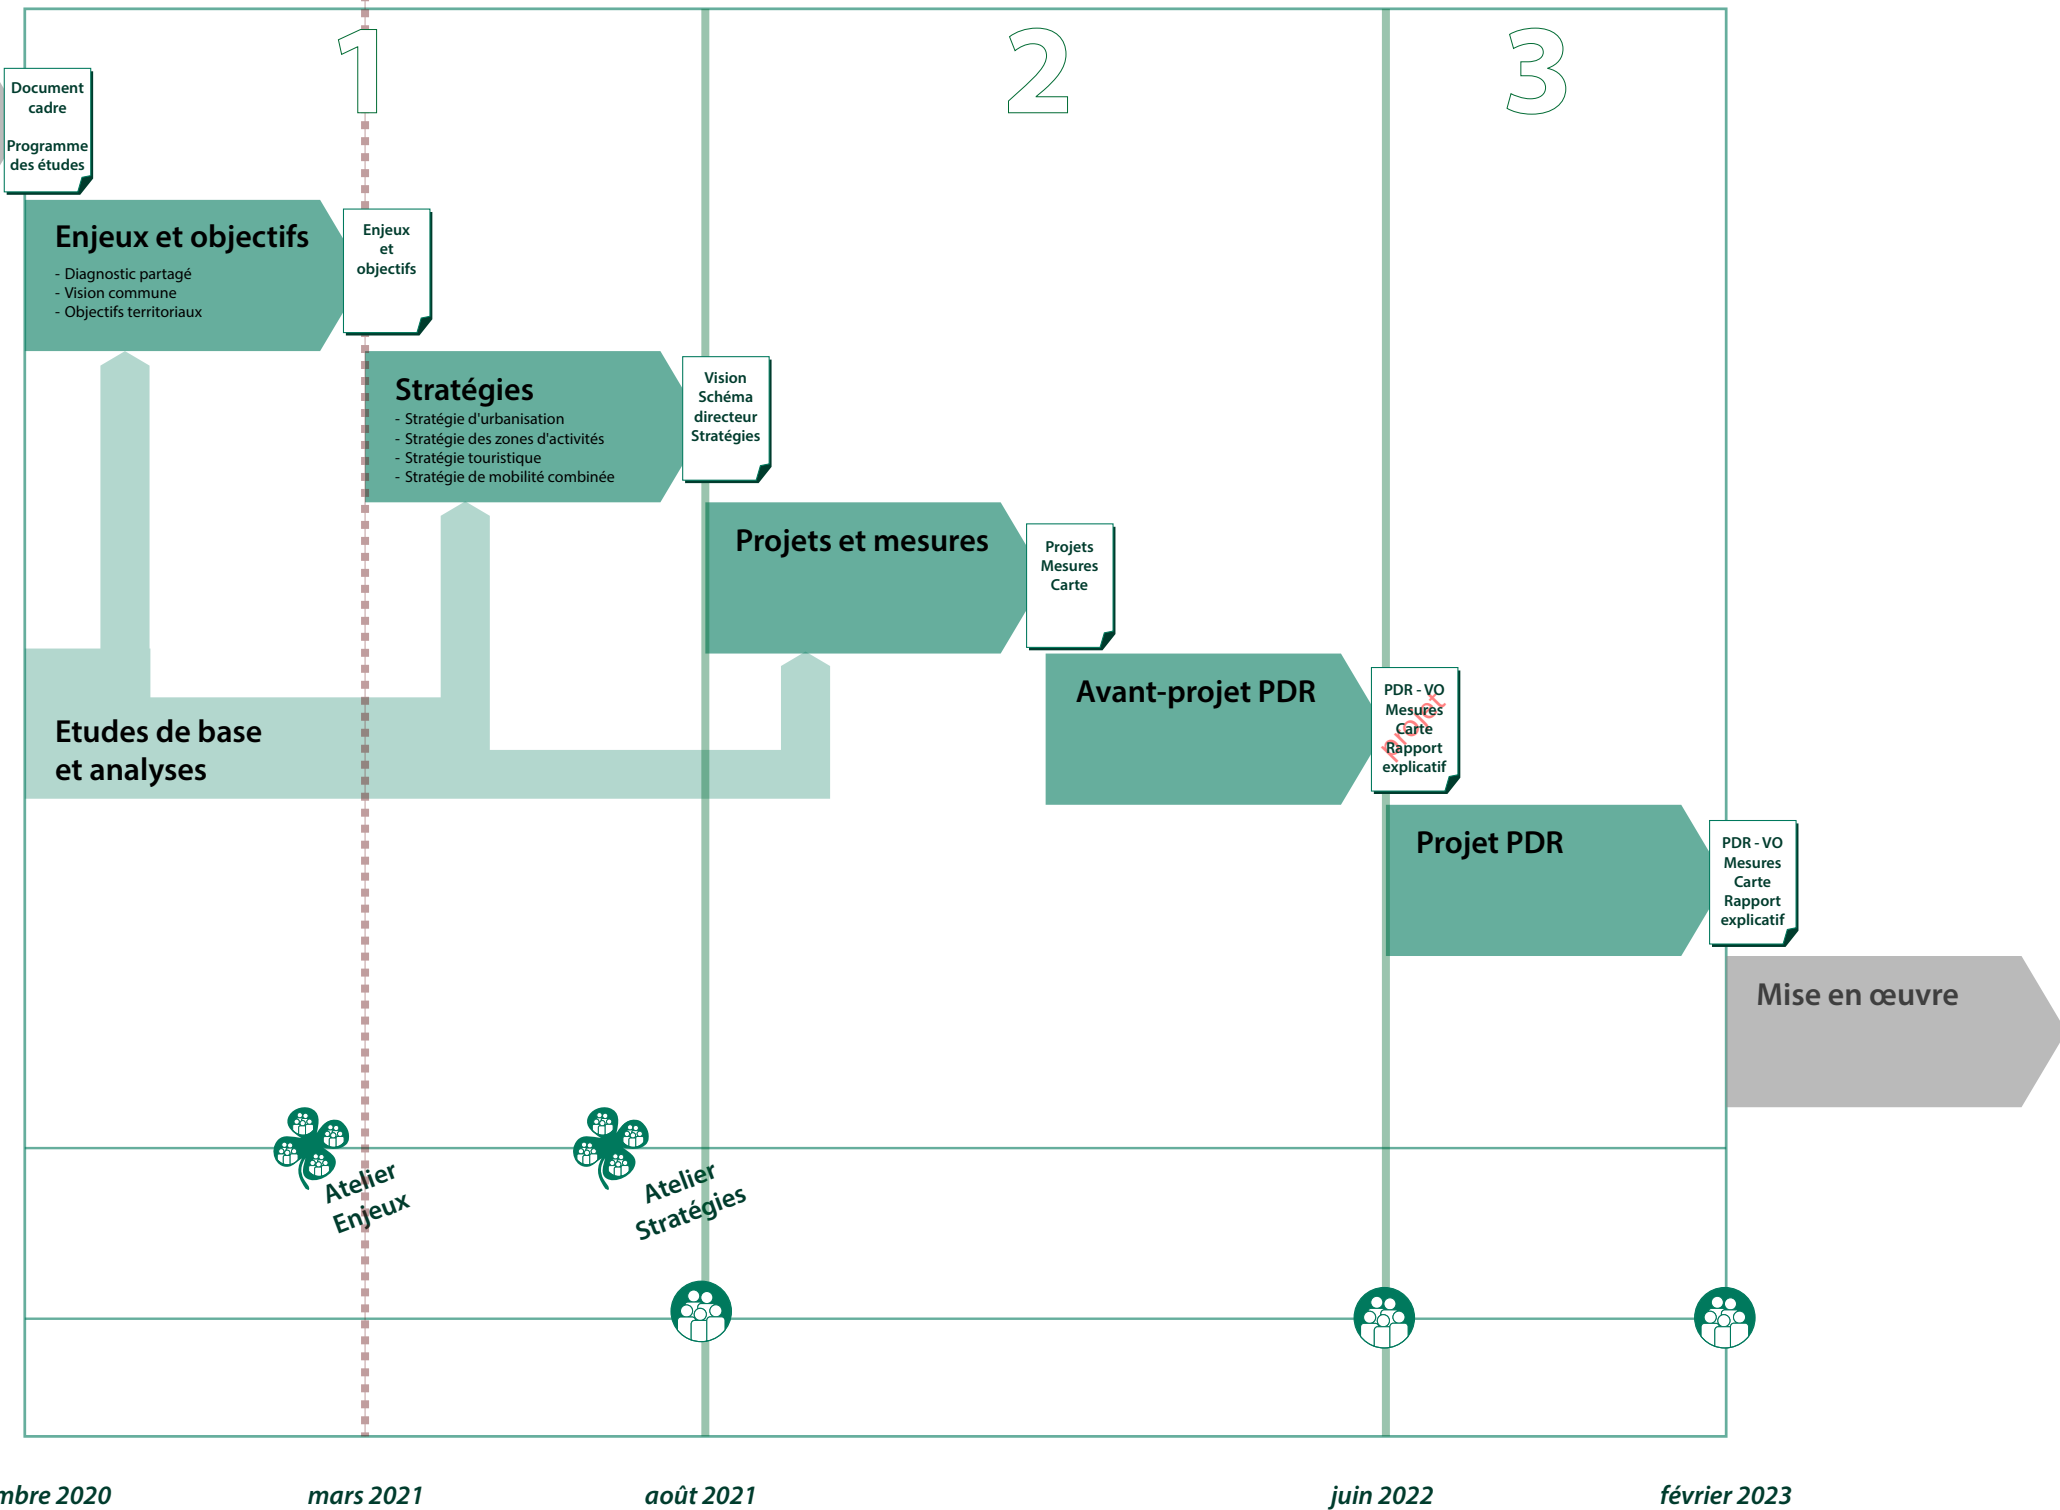 1
2
3
Document
cadre
Programme
des études
Enjeux et objectifs
- Diagnostic partagé
- Vision commune
- Objectifs territoriaux
Enjeux
et
objectifs
Stratégies
- Stratégie d'urbanisation
- Stratégie des zones d'activités
- Stratégie touristique
- Stratégie de mobilité combinée
Vision
Schéma
directeur
Stratégies
Projets et mesures
Projets
Mesures
Carte
Avant-projet PDR
PDR - VO
Mesures
Carte
Rapport
explicatif
projet
Etudes de base
et analyses
Projet PDR
PDR - VO
Mesures
Carte
Rapport
explicatif
Mise en œuvre
Atelier
Enjeux
Atelier
Stratégies
mbre 2020
mars 2021
août 2021
juin 2022
février 2023